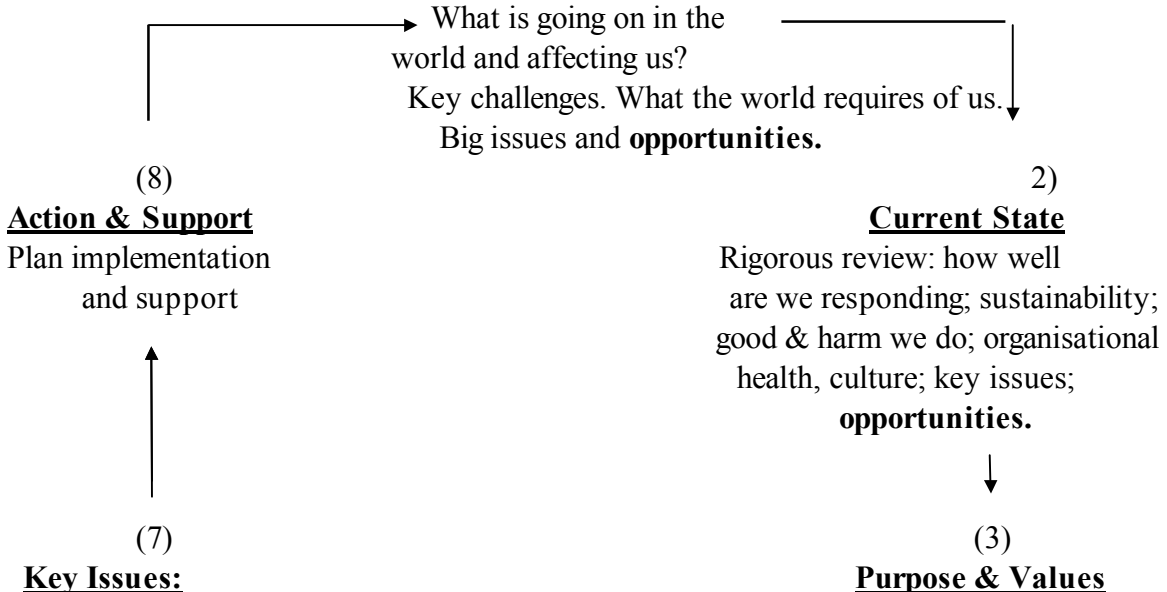 What is going on in the
world and affecting us?
Key challenges. What the world requires of us.
Big issues and opportunities.
(8)
Action & Support
Plan implementation
and support
2)
Current State
Rigorous review: how well
are we responding; sustainability;
good & harm we do; organisational
health, culture; key issues;
opportunities.
(7)
Key Issues:
(3)
Purpose & Values